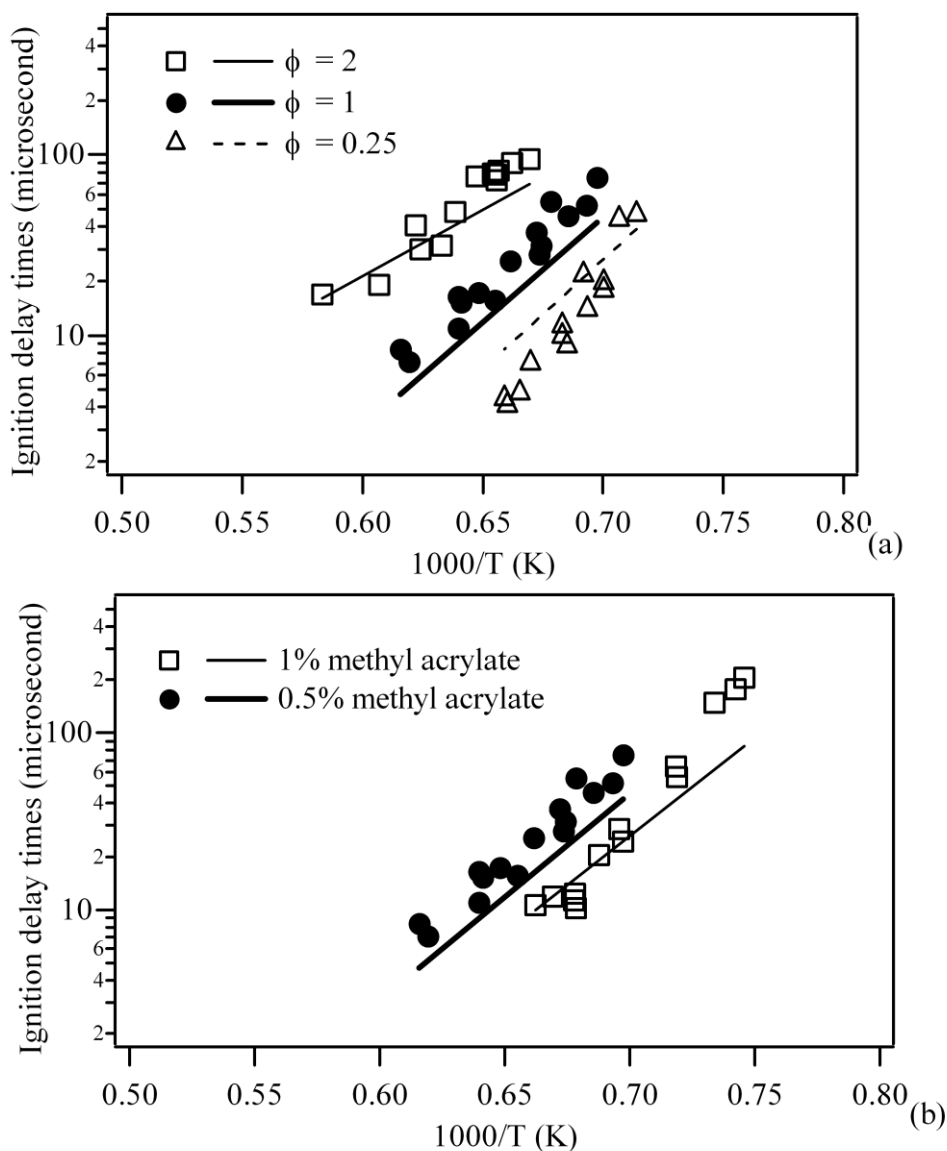 4
2
100
6
4
2
10
6
4
2
Ignition delay times (microsecond)
ϕ = 2
ϕ = 1
ϕ = 0.25
0.50 0.55 0.60 0.65 0.70 0.75 0.80
1000/T (K)
(a)
4
2
100
6
4
2
10
6
4
2
Ignition delay times (microsecond)
1% methyl acrylate
0.5% methyl acrylate
0.50 0.55 0.60 0.65 0.70 0.75 0.80
1000/T (K)
(b)